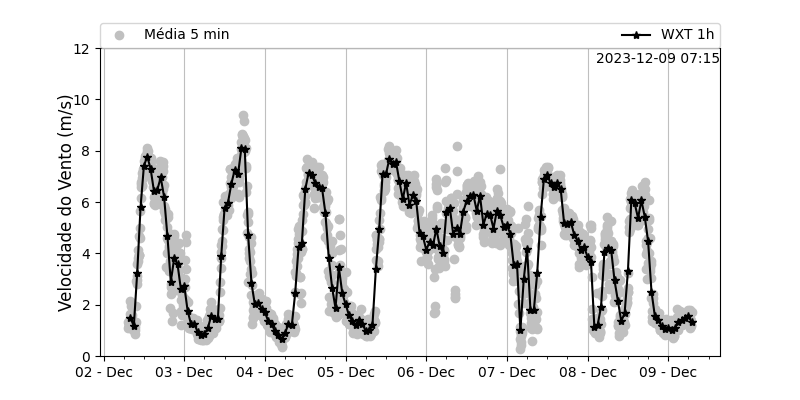 Média 5 min
WXT 1h
2023-12-09 07:15
Velocidade do Vento (m/s)
12
10
8
6
4
2
0
02 - Dec
03 - Dec
04 - Dec
05 - Dec
06 - Dec
07 - Dec
08 - Dec
09 - Dec